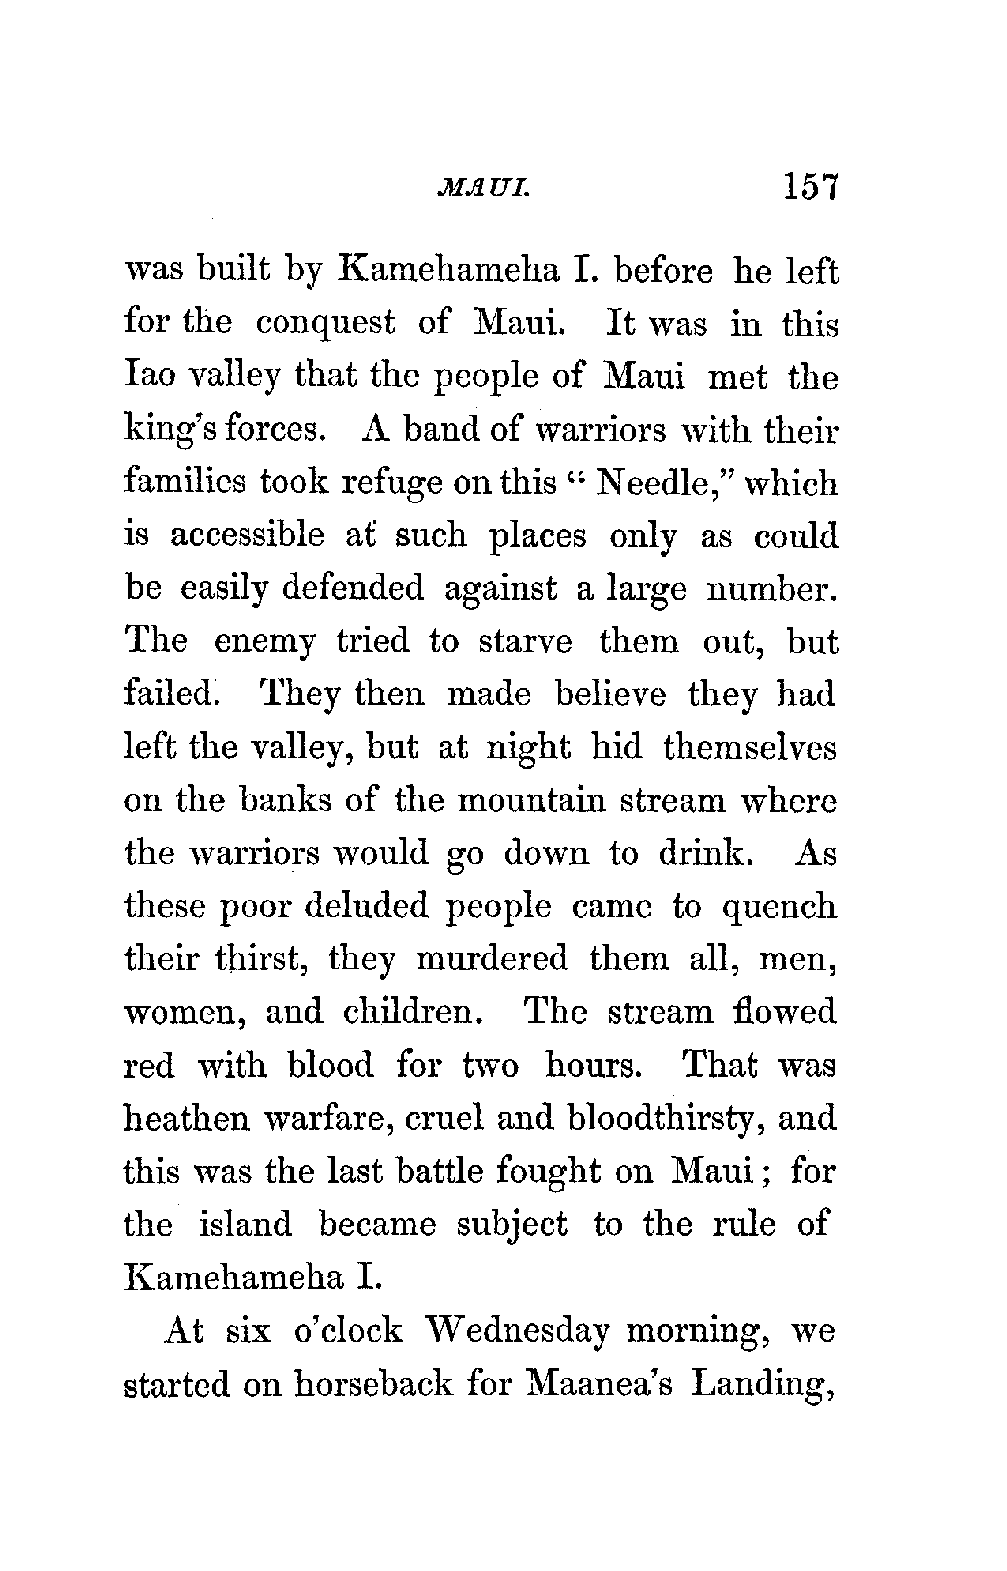 MAUI. 157
was built by Kamehameha I. before he left
for the conquest of Maui. It was in this
Iao valley that the people of Maui met the
king's forces. A band of warriors with their
families took refuge on this "Needle," which
is accessible at such places only as could
be easily defended against a large number.
The enemy tried to starve them out, but
failed. They then made believe they had
left the valley, but at night hid themselves
on the banks of the mountain stream where
the warriors would go down to drink. As
these poor deluded people came to quench
their thirst, they murdered them all, men,
women, and children. The stream flowed
red with blood for two hours. That was
heathen warfare, cruel and bloodthirsty, and
this was the last battle fought on Maui; for
the island became subject to the rule of
Kamehameha I.
At six o'clock Wednesday morning, we
started on horseback for Maanea's Landing,